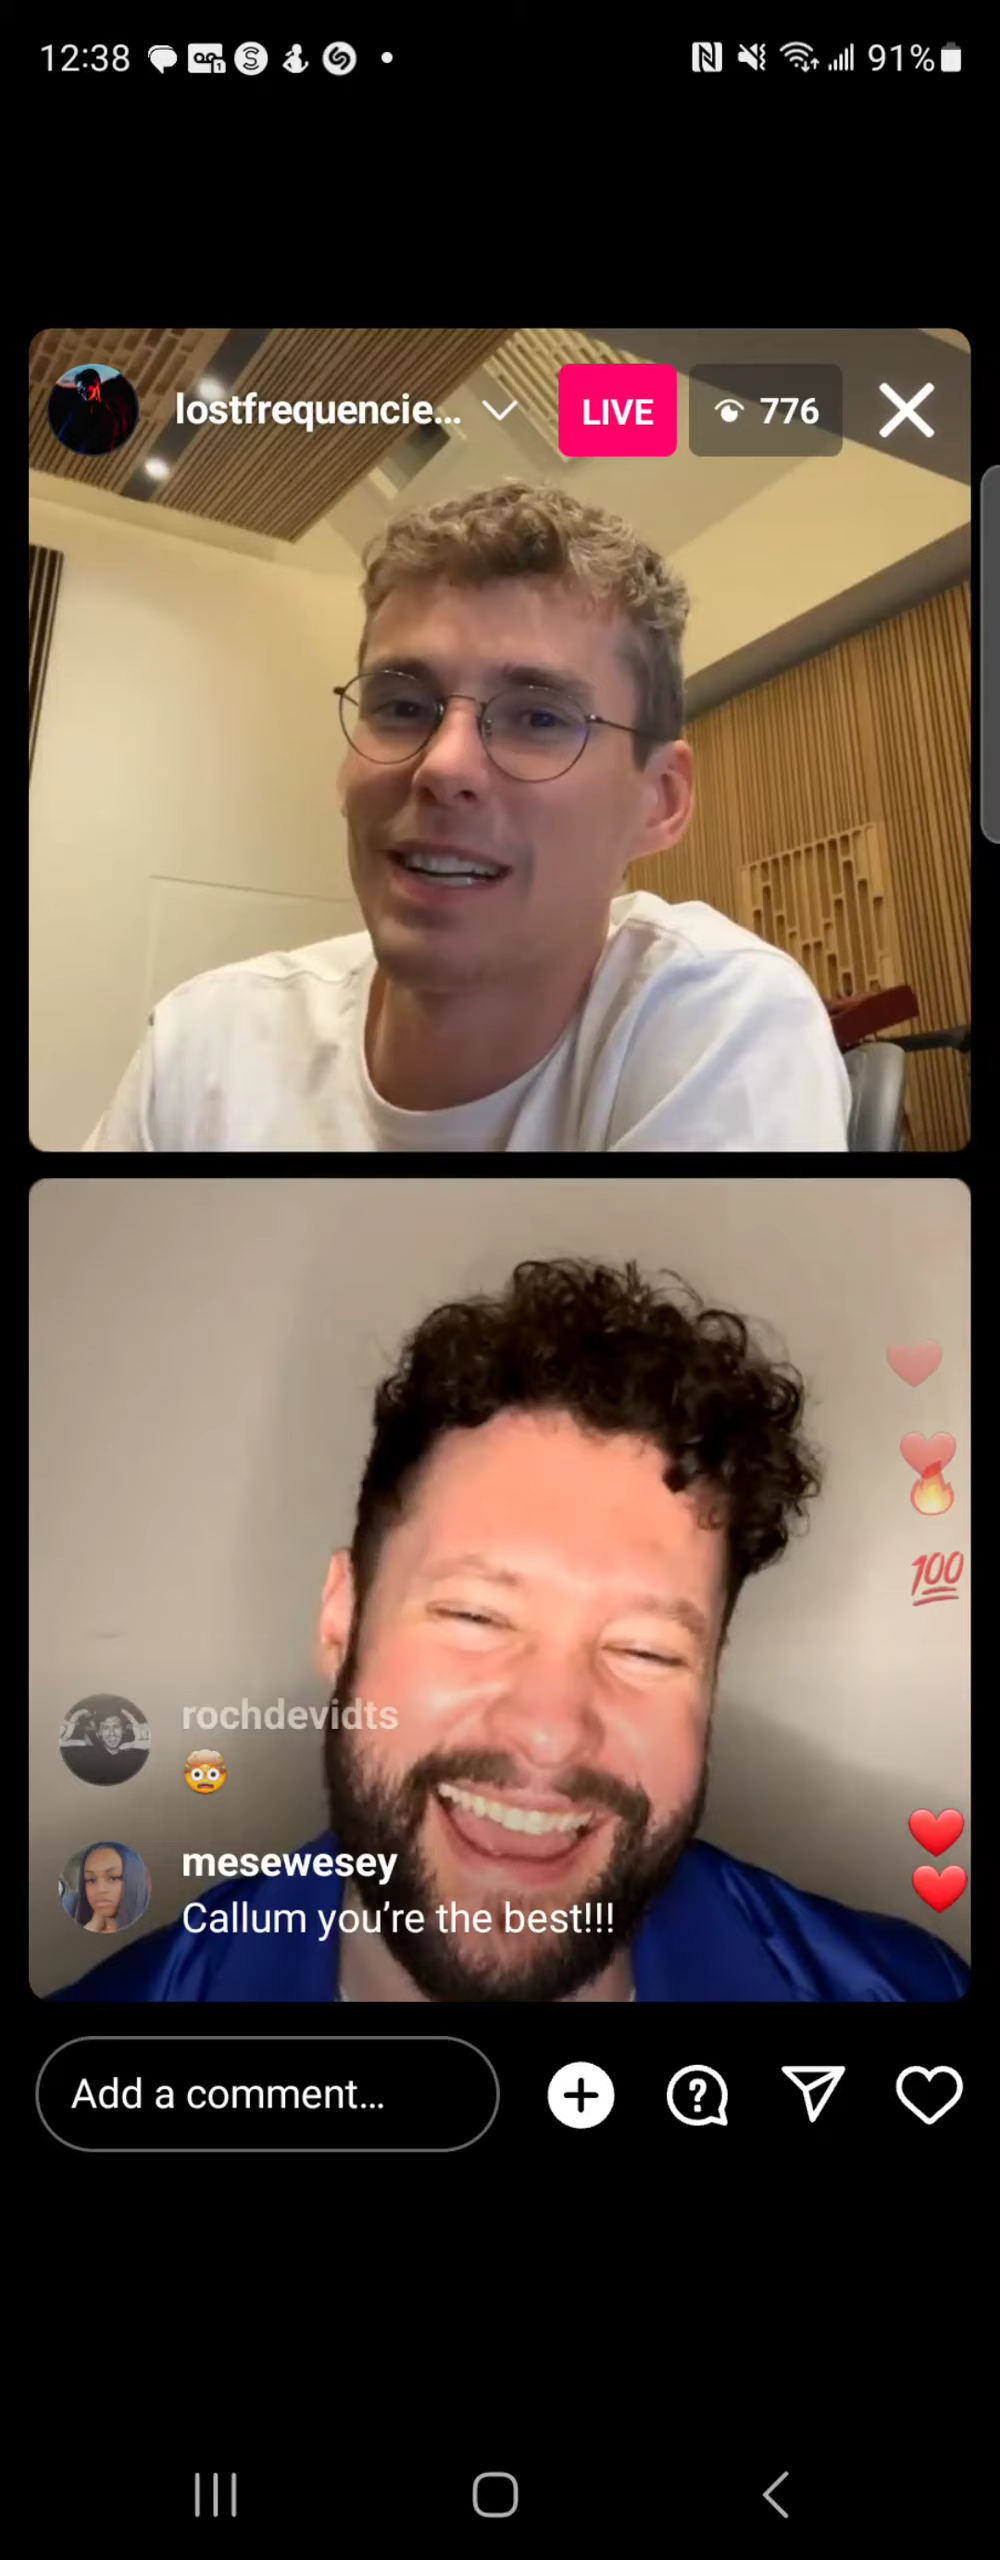 12:38
91%
lostfrequencie...
LIVE
776
100
rochdevidts
mesewesey
Callum you're the best!!!
Add a comment...